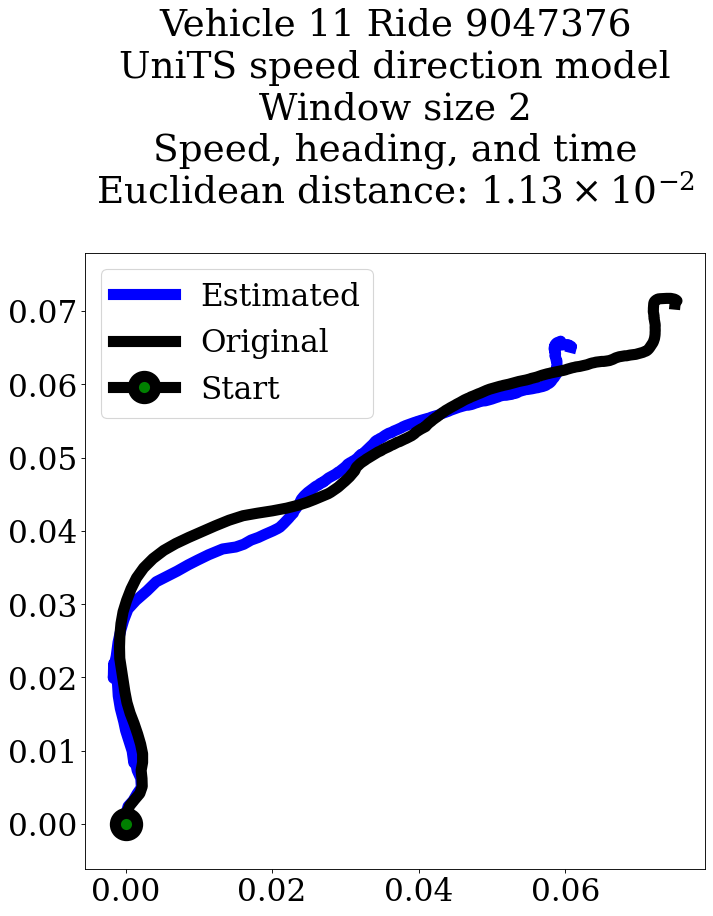 Vehicle 11 Ride 9047376
UniTS speed direction model
Window size 2
Speed, heading, and time
Euclidean distance: 1.13 × 10⁻²
Estimated
Original
Start
0.07
0.06
0.05
0.04
0.03
0.02
0.01
0.00
0.00 0.02 0.04 0.06